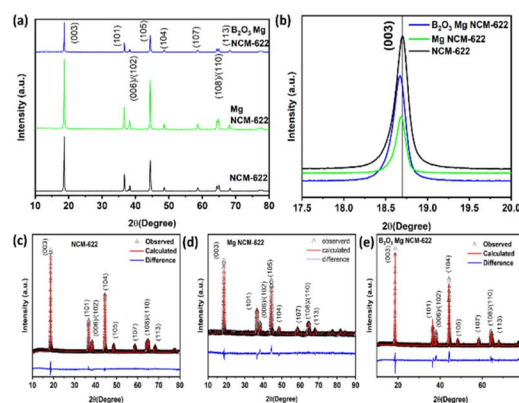 (a)
(003)
(101)
(006)/(102)
(105)
(104)
(107)
(108)/(110)
(113)
B₂O₃ Mg
NCM-622
Mg
NCM-622
NCM-622
Intensity (a.u.)
10 20 30 40 50 60 70 80
2θ(Degree)
(b)
(003)
B₂O₃ Mg NCM-622
Mg NCM-622
NCM-622
Intensity (a.u.)
17.5 18.0 18.5 19.0 19.5 20.0
2θ(Degree)
(c)
NCM-622
Observed
Calculated
Difference
(003)
(101)
(006)/(102)
(104)
(105)
(107)
(108)/(110)
(113)
Intensity (a.u.)
10 20 30 40 50 60 70 80
2θ(Degree)
(d)
Mg NCM-622
observed
calculated
difference
(003)
(101)
(006)/(102)
(105)
(104)
(107)
(108)/(110)
(113)
Intensity (a.u.)
10 20 30 40 50 60 70 80 90
2θ(Degree)
(e)
B₂O₃ Mg NCM-622
Observed
Calculated
Difference
(003)
(101)
(006)/(102)
(104)
(105)
(107)
(108)/(110)
(113)
Intensity (a.u.)
20 30 40 50 60 70
2θ(Degree)